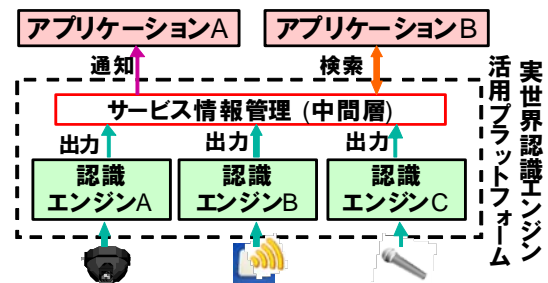 アプリケーションA
アプリケーションB
通知
検索
サービス情報管理 (中間層)
出力
出力
出力
認識
エンジンA
認識
エンジンB
認識
エンジンC
実世界認識エンジン
活用プラットフォーム